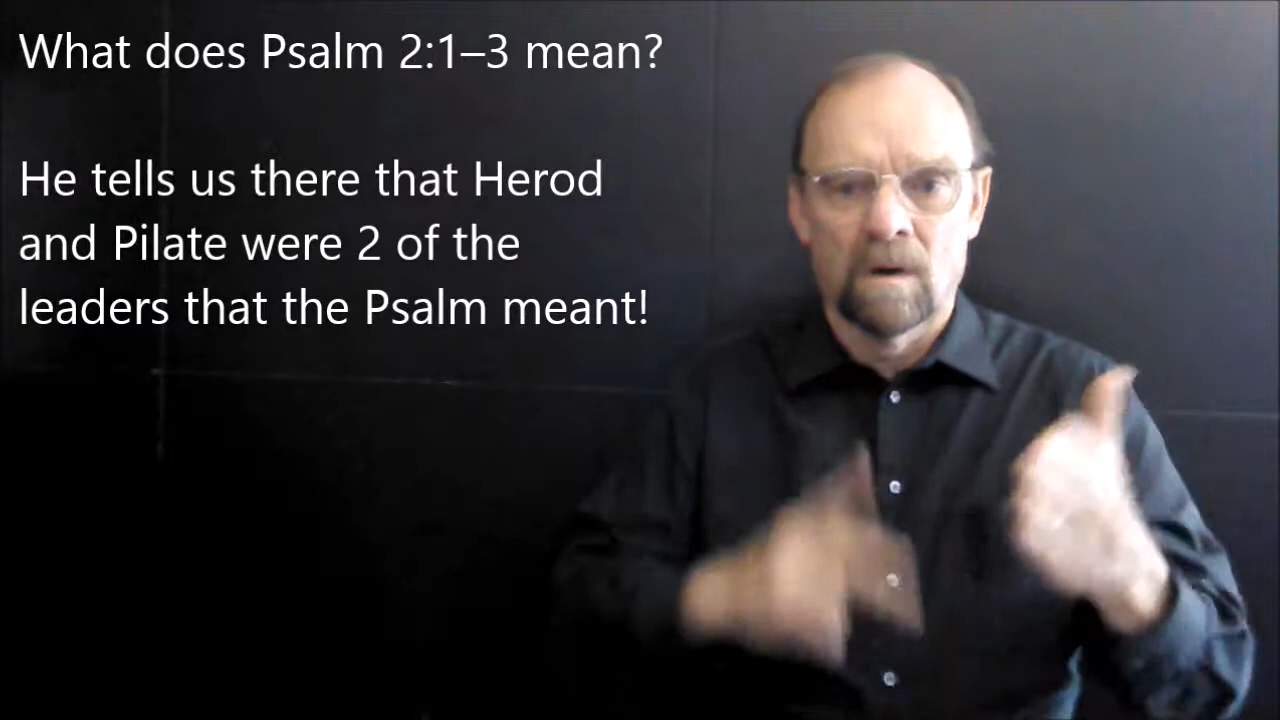 What does Psalm 2:1–3 mean?
He tells us there that Herod
and Pilate were 2 of the
leaders that the Psalm meant!